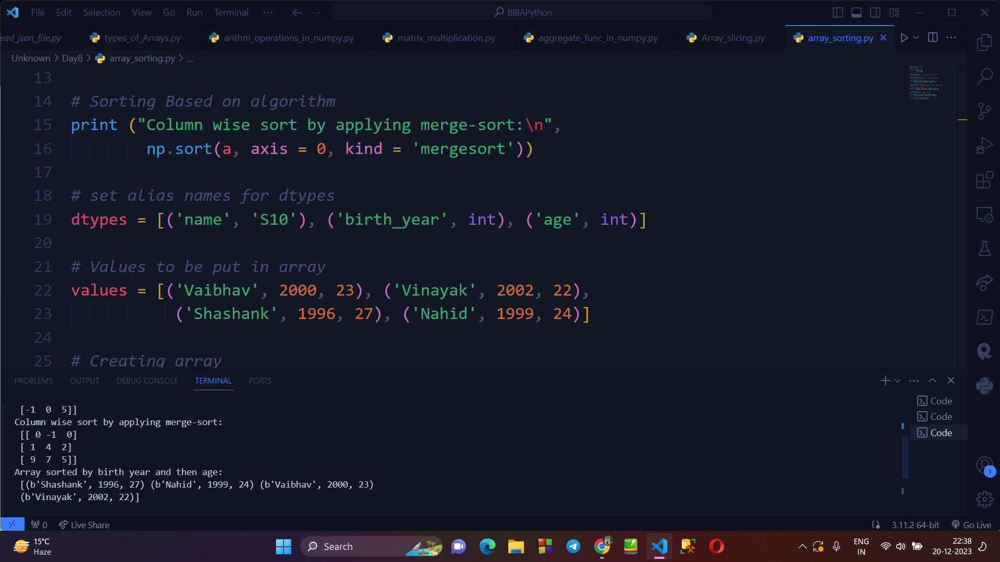 File Edit Selection View Go Run Terminal ···
BIBAPython
ead_json_file.py types_of_Arrays.py arithm_operations_in_numpy.py matrix_multiplication.py aggregate_func_in_numpy.py Array_slicing.py array_sorting.py
Unknown > Day8 > array_sorting.py > ...
13
14 # Sorting Based on algorithm
15 print ("Column wise sort by applying merge-sort:\n",
16 np.sort(a, axis = 0, kind = 'mergesort'))
17
18 # set alias names for dtypes
19 dtypes = [('name', 'S10'), ('birth_year', int), ('age', int)]
20
21 # Values to be put in array
22 values = [('Vaibhav', 2000, 23), ('Vinayak', 2002, 22),
23 ('Shashank', 1996, 27), ('Nahid', 1999, 24)]
24
25 # Creating array
PROBLEMS OUTPUT DEBUG CONSOLE TERMINAL PORTS
[-1 0 5]]
Column wise sort by applying merge-sort:
[[ 0 -1 0]
[ 1 4 2]
[ 9 7 5]]
Array sorted by birth year and then age:
[(b'Shashank', 1996, 27) (b'Nahid', 1999, 24) (b'Vaibhav', 2000, 23)
(b'Vinayak', 2002, 22)]
Code
Code
Code
1
0 Live Share 3.11.2 64-bit Go Live
15°C
Haze
Search
ENG
IN
22:38
20-12-2023